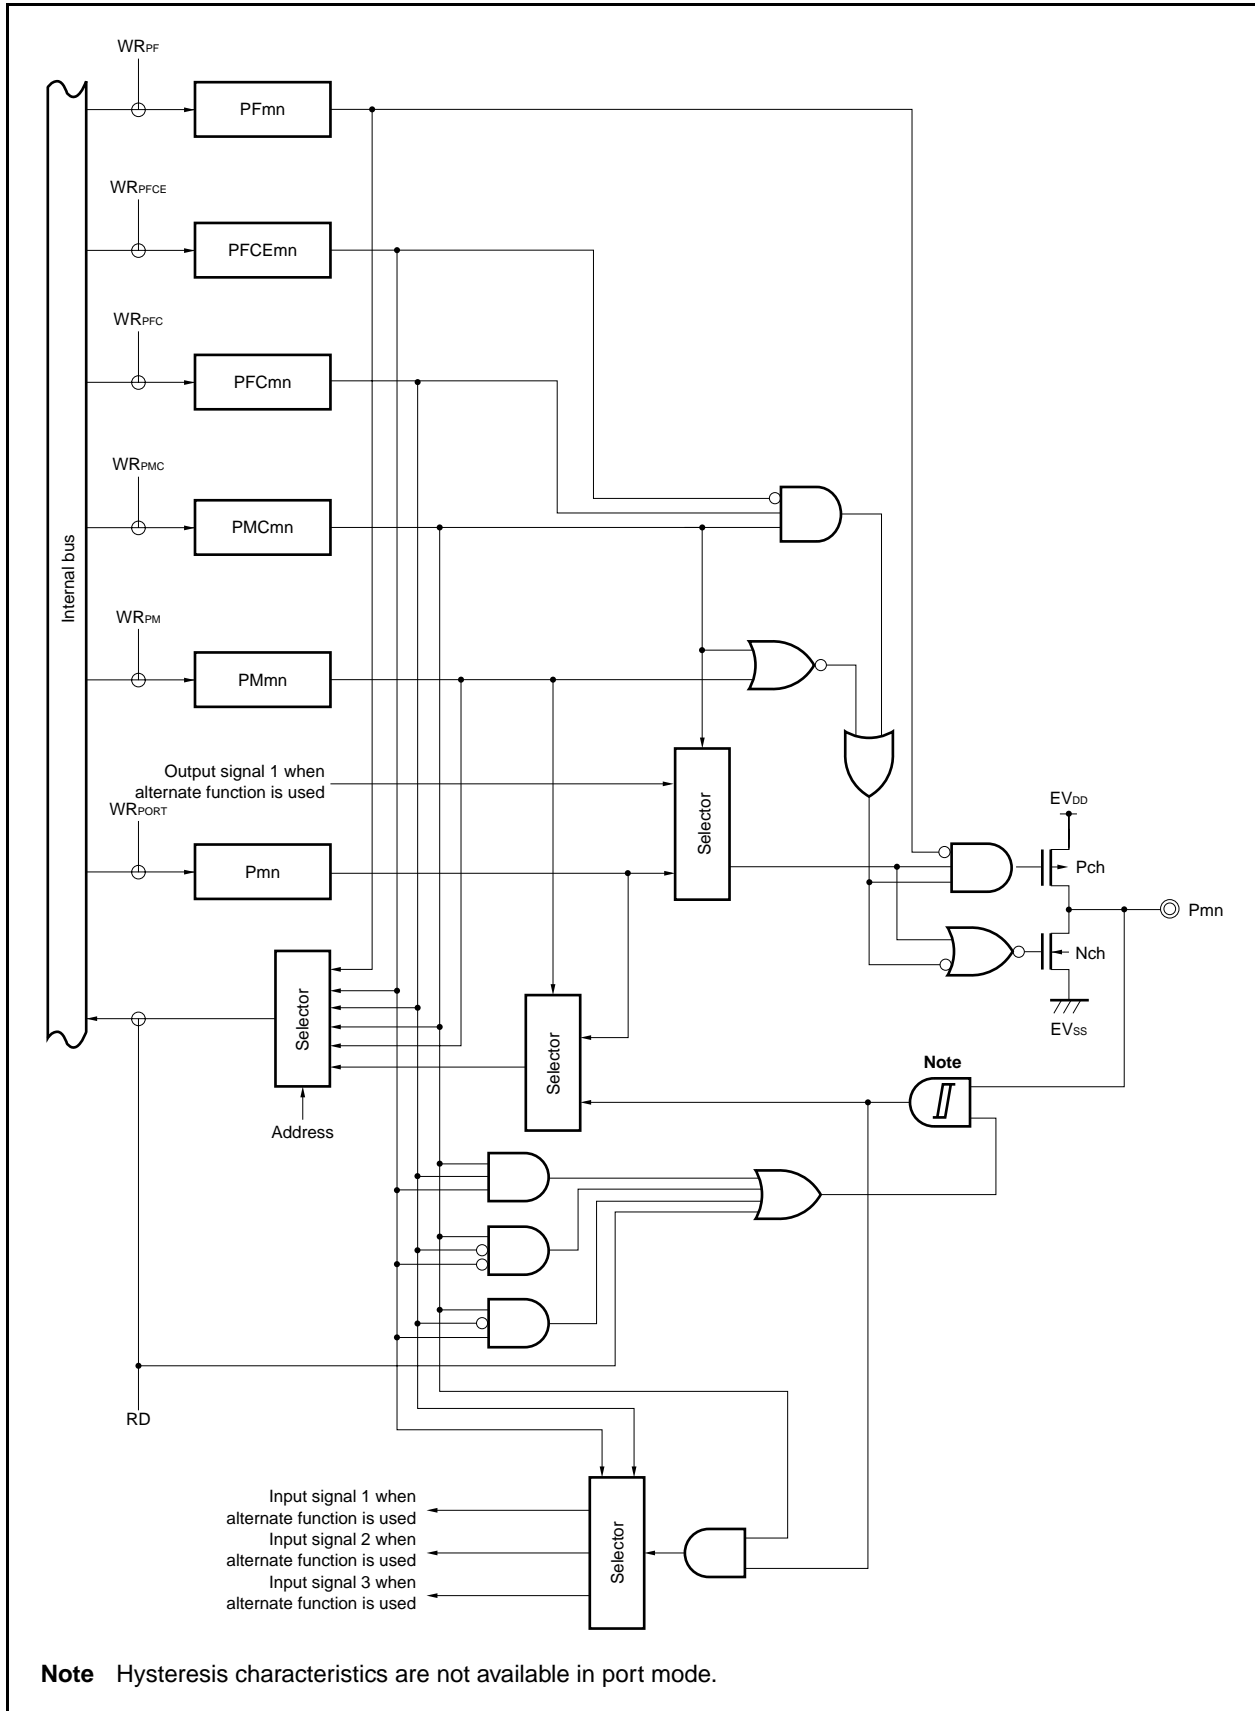 WRPF
PFmn
WRPFCE
PFCEmn
WRPFC
PFCmn
WRPMC
PMCmn
Internal bus
WRPM
PMmn
Output signal 1 when
alternate function is used
WRPORT
Pmn
Selector
EVDD
Pch
Pmn
Nch
EVSS
Selector
Selector
Note
Address
RD
Input signal 1 when
alternate function is used
Input signal 2 when
alternate function is used
Input signal 3 when
alternate function is used
Selector
Note Hysteresis characteristics are not available in port mode.